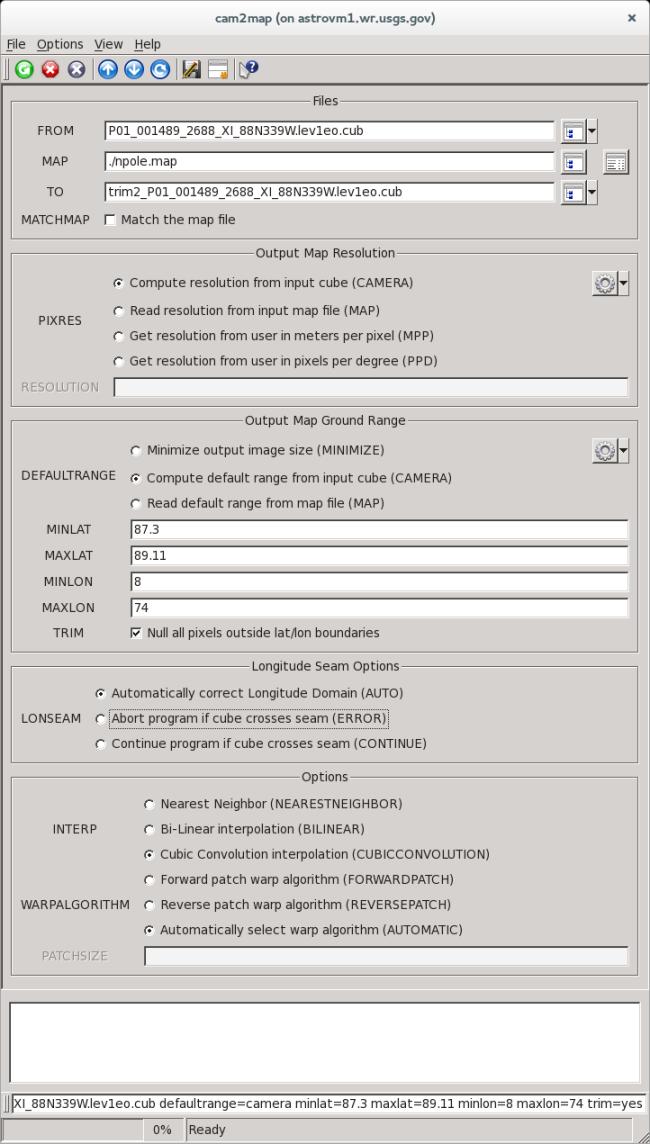 cam2map (on astrovm1.wr.usgs.gov)
File Options View Help
Files
FROM P01_001489_2688_XI_88N339W.lev1eo.cub
MAP ./npole.map
TO trim2_P01_001489_2688_XI_88N339W.lev1eo.cub
MATCHMAP Match the map file
Output Map Resolution
Compute resolution from input cube (CAMERA)
Read resolution from input map file (MAP)
PIXRES
Get resolution from user in meters per pixel (MPP)
Get resolution from user in pixels per degree (PPD)
RESOLUTION
Output Map Ground Range
Minimize output image size (MINIMIZE)
DEFAULTRANGE Compute default range from input cube (CAMERA)
Read default range from map file (MAP)
MINLAT 87.3
MAXLAT 89.11
MINLON 8
MAXLON 74
TRIM Null all pixels outside lat/lon boundaries
Longitude Seam Options
Automatically correct Longitude Domain (AUTO)
LONSEAM Abort program if cube crosses seam (ERROR)
Continue program if cube crosses seam (CONTINUE)
Options
Nearest Neighbor (NEARESTNEIGHBOR)
INTERP Bi-Linear interpolation (BILINEAR)
Cubic Convolution interpolation (CUBICCONVOLUTION)
Forward patch warp algorithm (FORWARDPATCH)
WARPALGORITHM Reverse patch warp algorithm (REVERSEPATCH)
Automatically select warp algorithm (AUTOMATIC)
PATCHSIZE
XI_88N339W.lev1eo.cub defaultrange=camera minlat=87.3 maxlat=89.11 minlon=8 maxlon=74 trim=yes
0% Ready